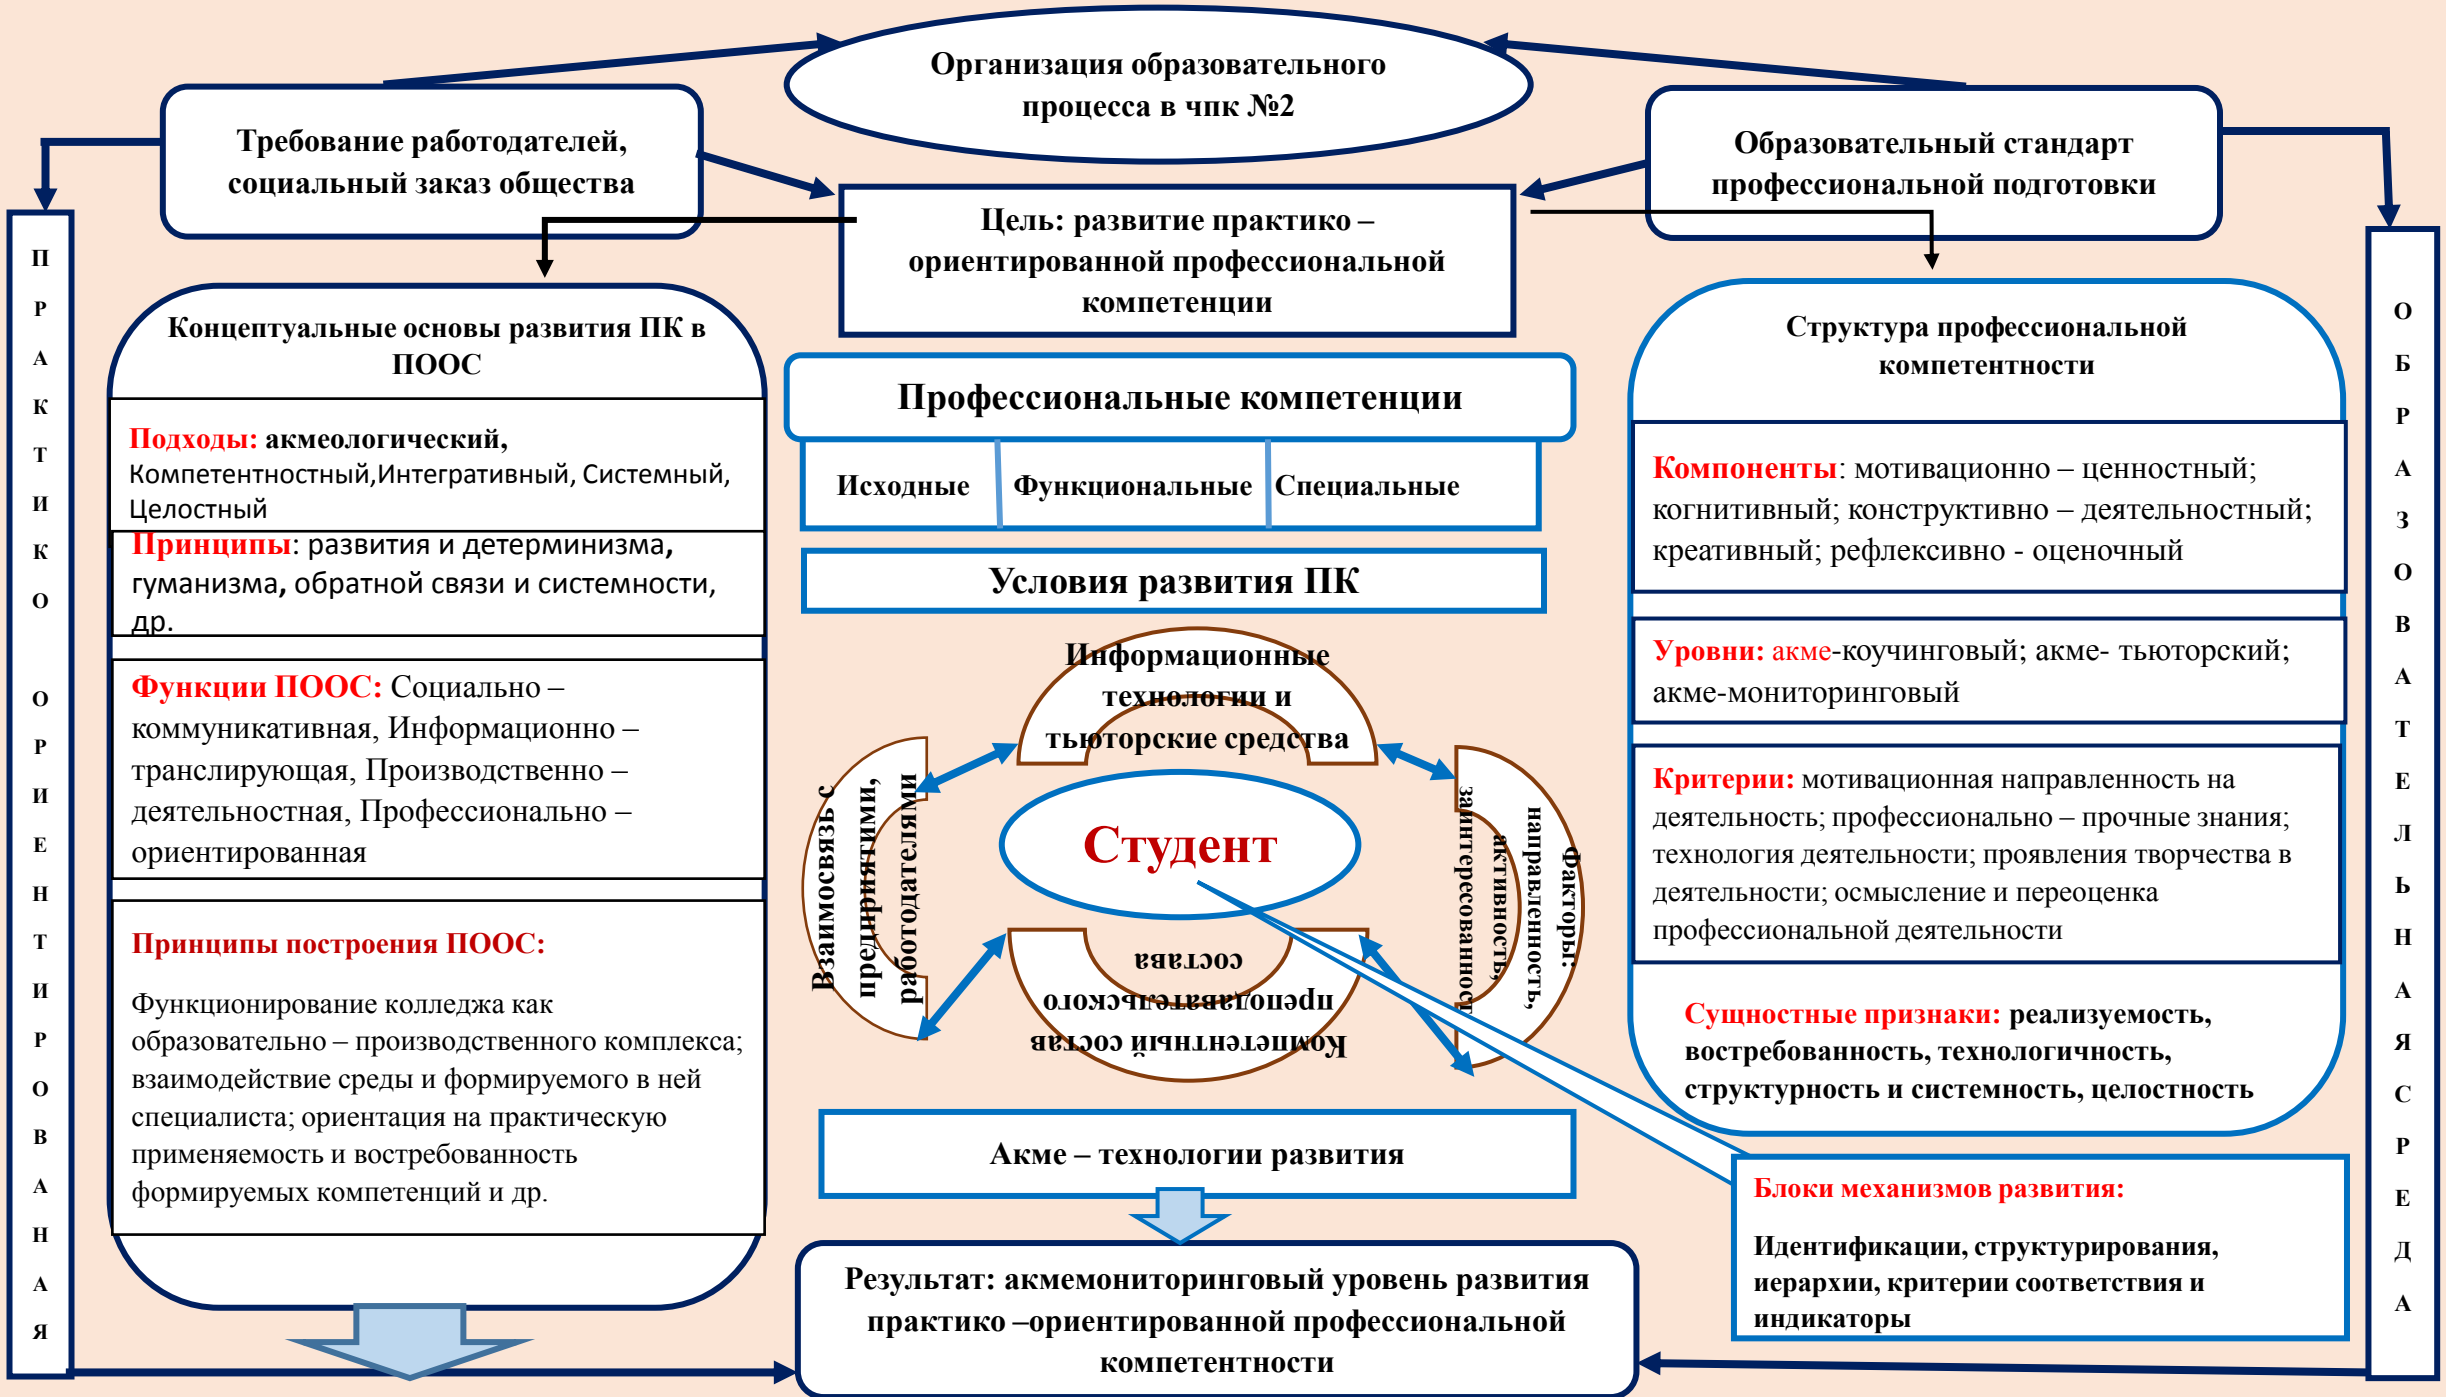 Организация образовательного
процесса в чпк №2
Требование работодателей,
социальный заказ общества
Образовательный стандарт
профессиональной подготовки
Цель: развитие практико –
ориентированной профессиональной
компетенции
ПРАКТИКО ОРИЕНТИРОВАННАЯ
Концептуальные основы развития ПК в
ПООС
Подходы: акмеологический,
Компетентностный,Интегративный, Системный,
Целостный
Принципы: развития и детерминизма,
гуманизма, обратной связи и системности,
др.
Функции ПООС: Социально –
коммуникативная, Информационно –
транслирующая, Производственно –
деятельностная, Профессионально –
ориентированная
Принципы построения ПООС:
Функционирование колледжа как
образовательно – производственного комплекса;
взаимодействие среды и формируемого в ней
специалиста; ориентация на практическую
применяемость и востребованность
формируемых компетенций и др.
Профессиональные компетенции
Исходные Функциональные Специальные
Условия развития ПК
Информационные
технологии и
тьюторские средства
Взаимосвязь с
предприятими,
работодателями
Студент
Факторы:
направленность,
активность,
заинтересованност
Компетентный состав
преподавательского
состава
Акме – технологии развития
Результат: акмемониторинговый уровень развития
практико –ориентированной профессиональной
компетентности
Структура профессиональной
компетентности
Компоненты: мотивационно – ценностный;
когнитивный; конструктивно – деятельностный;
креативный; рефлексивно - оценочный
Уровни: акме-коучинговый; акме- тьюторский;
акме-мониторинговый
Критерии: мотивационная направленность на
деятельность; профессионально – прочные знания;
технология деятельности; проявления творчества в
деятельности; осмысление и переоценка
профессиональной деятельности
Сущностные признаки: реализуемость,
востребованность, технологичность,
структурность и системность, целостность
Блоки механизмов развития:
Идентификации, структурирования,
иерархии, критерии соответствия и
индикаторы
ОБРАЗОВАТЕЛЬНАЯ СРЕДА